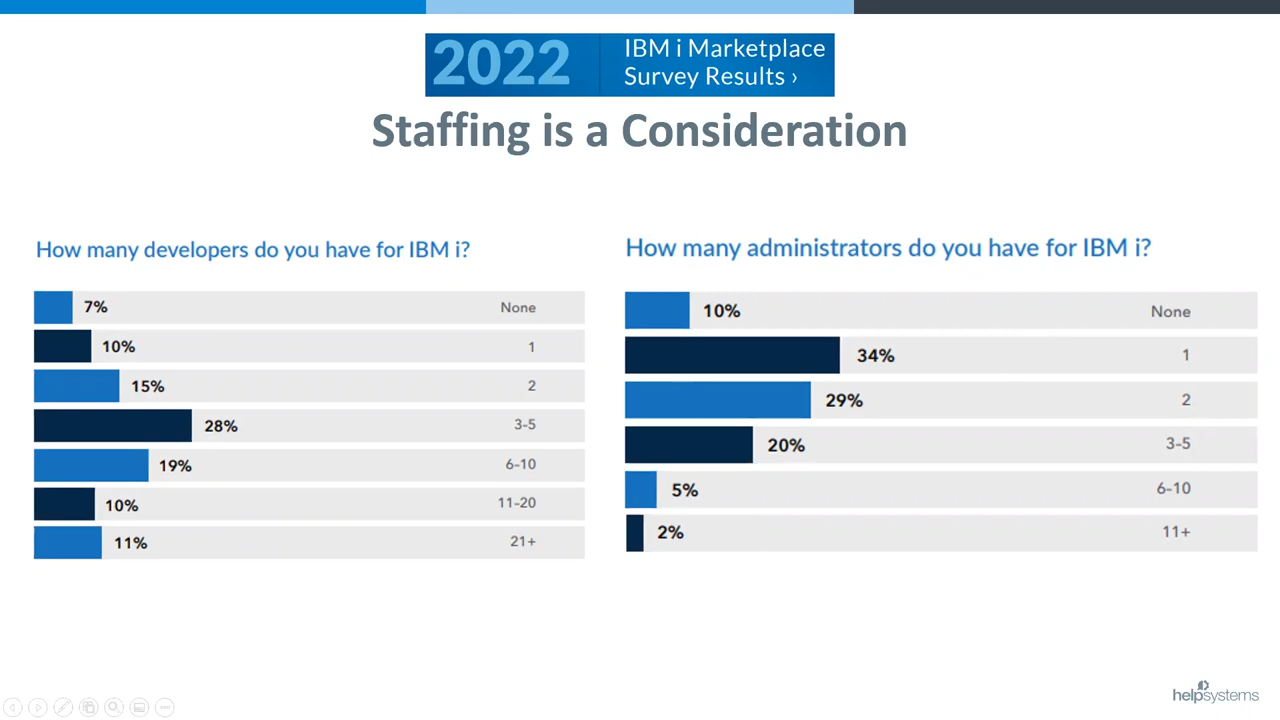 2022
IBM i Marketplace
Survey Results ›
Staffing is a Consideration
How many developers do you have for IBM i?
7% None
10% 1
15% 2
28% 3-5
19% 6-10
10% 11-20
11% 21+
How many administrators do you have for IBM i?
10% None
34% 1
29% 2
20% 3-5
5% 6-10
2% 11+
helpsystems